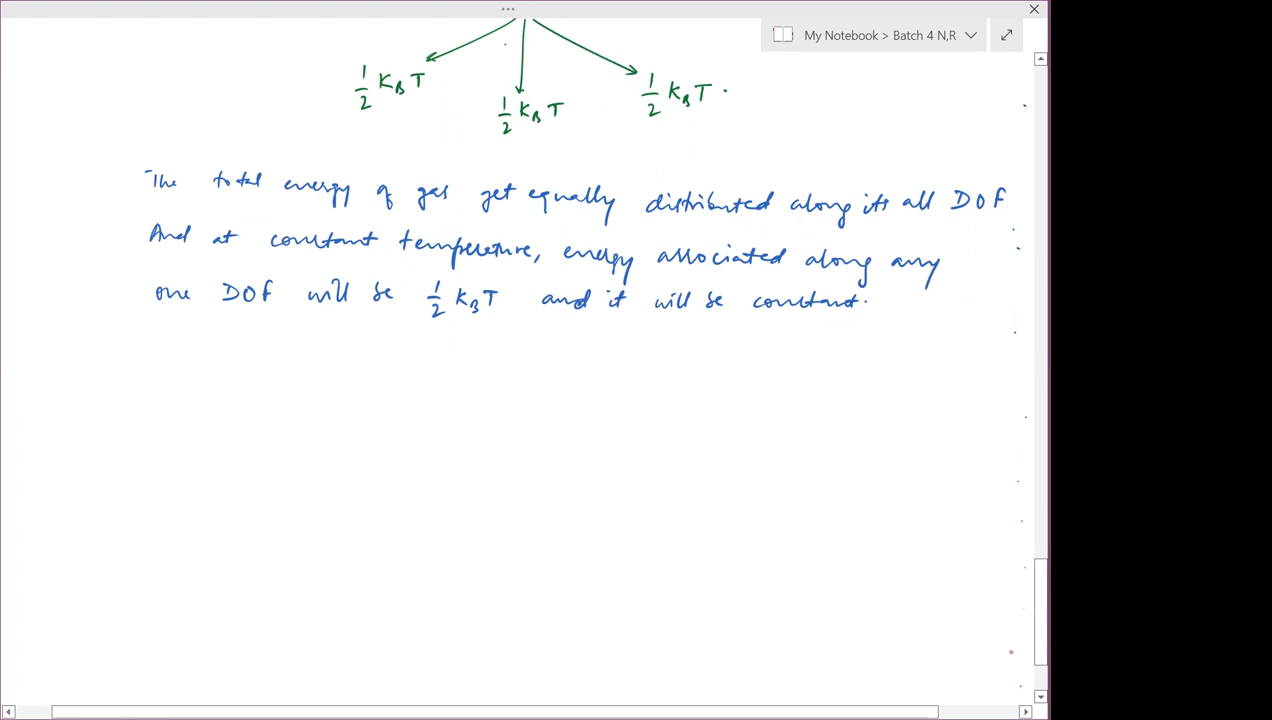 My Notebook > Batch 4 N,R
1/2 KBT 1/2 KBT 1/2 KBT .
The total energy of gas get equally distributed along its all DOF
And at constant temperature, energy associated along any
one DOF will be 1/2 KBT and it will be constant.